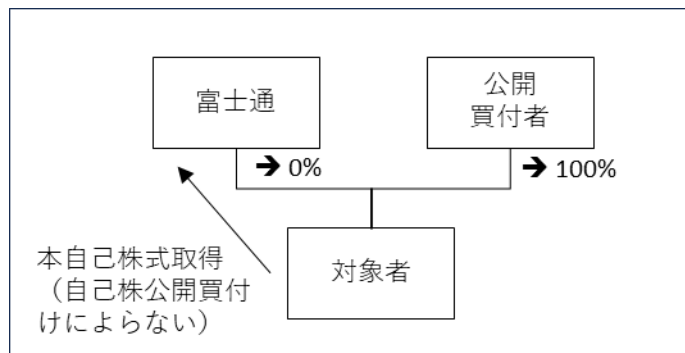 富士通
公開
買付者
➔ 0%
➔ 100%
対象者
本自己株式取得
（自己株公開買付
けによらない）